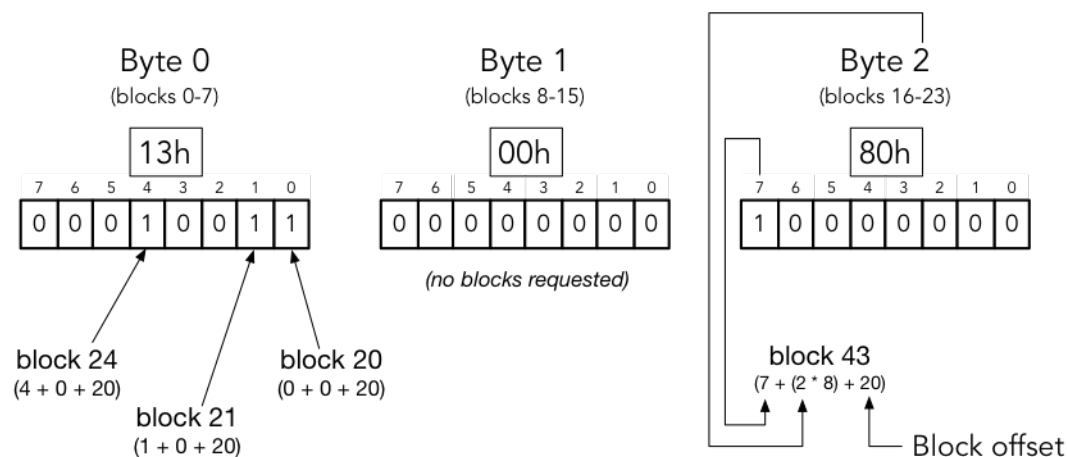 Byte 0
(blocks 0-7)
13h
7 6 5 4 3 2 1 0
0 0 0 1 0 0 1 1
block 24
(4 + 0 + 20)
block 21
(1 + 0 + 20)
block 20
(0 + 0 + 20)
Byte 1
(blocks 8-15)
00h
7 6 5 4 3 2 1 0
0 0 0 0 0 0 0 0
(no blocks requested)
Byte 2
(blocks 16-23)
80h
7 6 5 4 3 2 1 0
1 0 0 0 0 0 0 0
block 43
(7 + (2 * 8) + 20)
Block offset